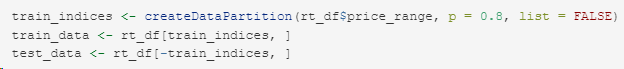 train_indices <- createDataPartition(rt_df$price_range, p = 0.8, list = FALSE)
train_data <- rt_df[train_indices, ]
test_data <- rt_df[-train_indices, ]